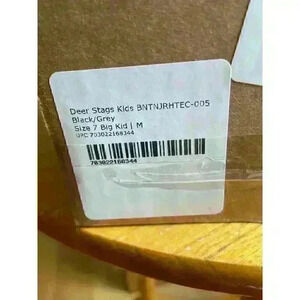 Deer Stags Kids BNTNJRHTEC-005
Black/Grey
Size 7 Big Kid | M
UPC 703022168344
703022168344